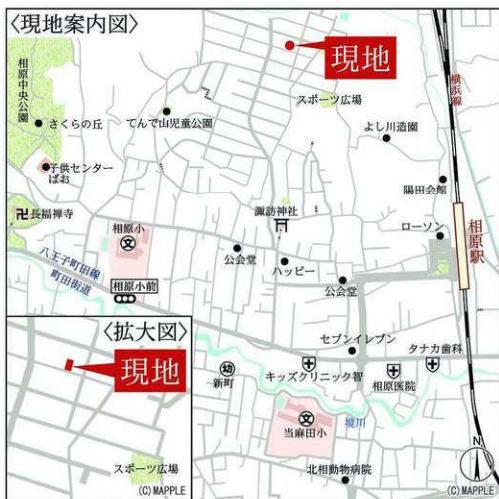 〈現地案内図〉
現地
相原中央公園
さくらの丘
てんで山児童公園
スポーツ広場
よし川造園
横浜線
子供センター
ぱお
陽田会館
長福禅寺
相原小
文
諏訪神社
ローソン
相原駅
公会堂
ハッピー
八王子町田線
町田街道
相原小前
公会堂
セブンイレブン
タナカ歯科
幼
新町
キッズクリニック智
相原医院
文
当麻田小
境川
北相動物病院
N
(C)MAPPLE
〈拡大図〉
現地
スポーツ広場
(C)MAPPLE